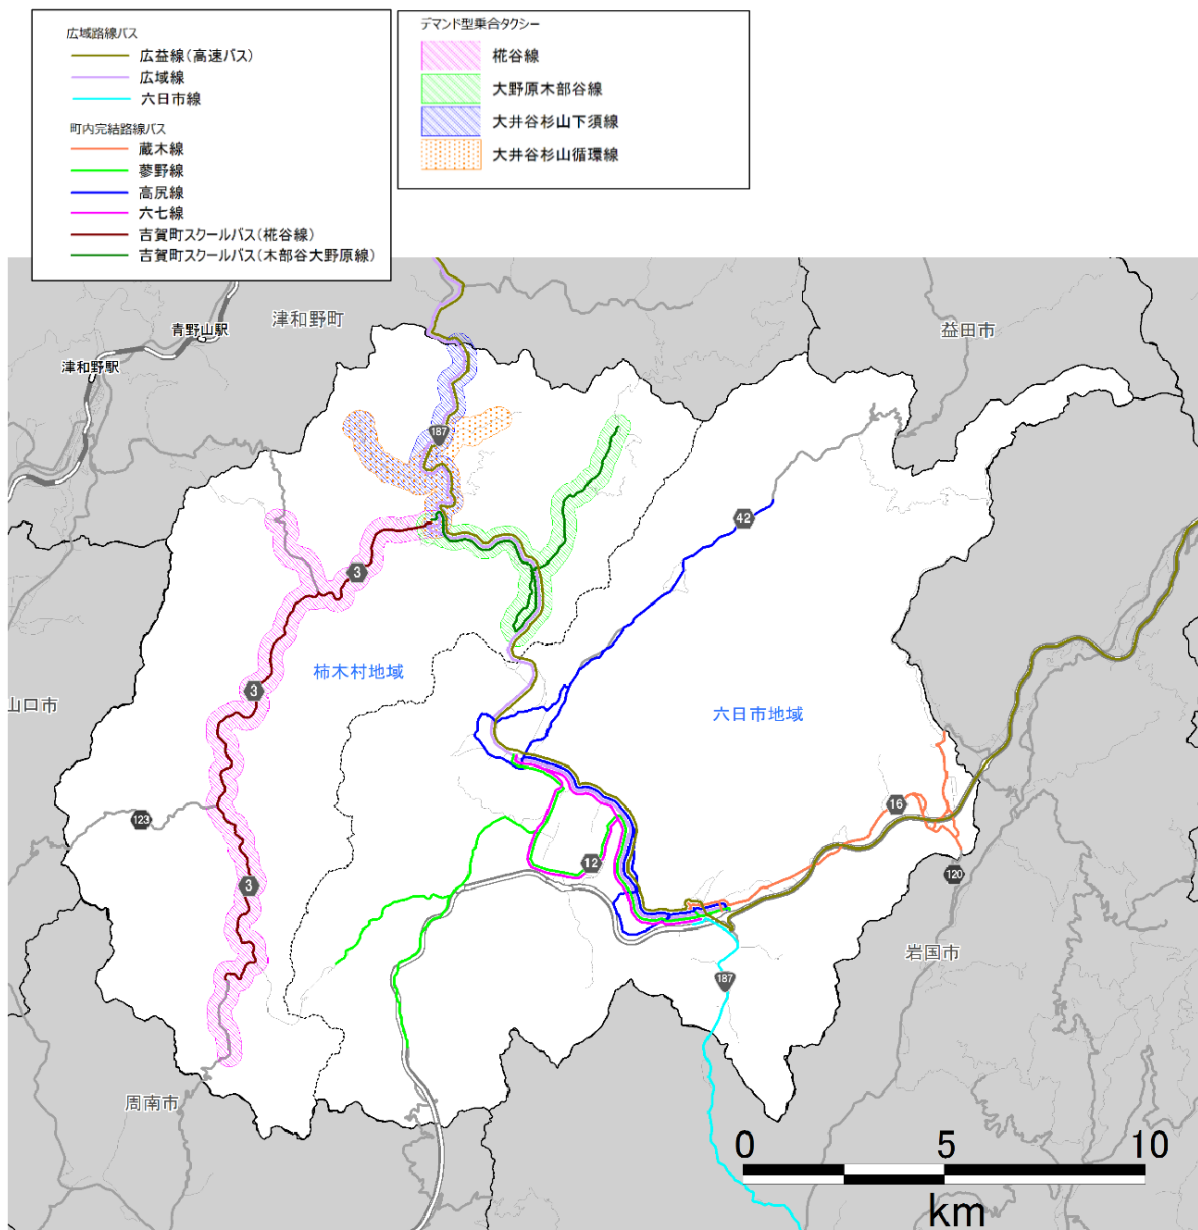 広域路線バス
広益線(高速バス)
広域線
六日市線
町内完結路線バス
蔵木線
蓼野線
高尻線
六七線
吉賀町スクールバス(椛谷線)
吉賀町スクールバス(木部谷大野原線)
デマンド型乗合タクシー
椛谷線
大野原木部谷線
大井谷杉山下須線
大井谷杉山循環線
津和野町
青野山駅
津和野駅
益田市
187
42
3
柿木村地域
3
山口市
六日市地域
16
123
12
3
120
岩国市
187
周南市
0 5 10
km